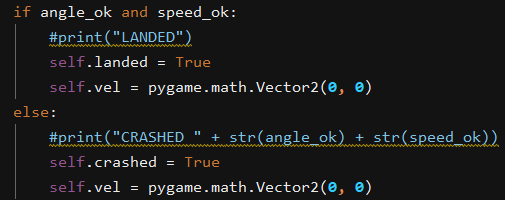 if angle_ok and speed_ok:
    #print("LANDED")
    self.landed = True
    self.vel = pygame.math.Vector2(0, 0)
else:
    #print("CRASHED " + str(angle_ok) + str(speed_ok))
    self.crashed = True
    self.vel = pygame.math.Vector2(0, 0)